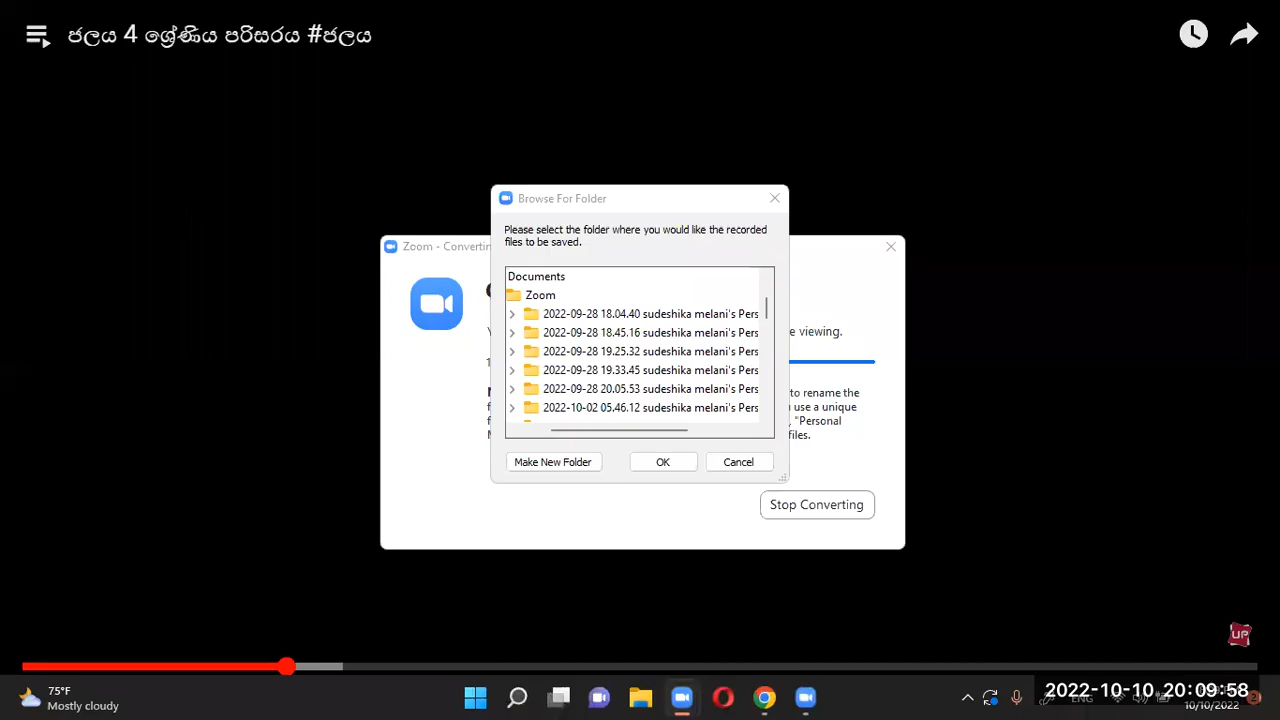 ජලය 4 ශ්‍රේණිය පරිසරය #ජලය
Browse For Folder
Please select the folder where you would like the recorded
files to be saved.
Zoom - Convertin
Documents
Zoom
2022-09-28 18.04.40 sudeshika melani's Pers
2022-09-28 18.45.16 sudeshika melani's Pers
e viewing.
2022-09-28 19.25.32 sudeshika melani's Pers
2022-09-28 19.33.45 sudeshika melani's Pers
2022-09-28 20.05.53 sudeshika melani's Pers
to rename the
2022-10-02 05.46.12 sudeshika melani's Pers
u use a unique
"Personal
files.
Make New Folder
OK
Cancel
Stop Converting
UP
75°F
Mostly cloudy
ENG
2022-10-10 20:09:58
10/10/2022